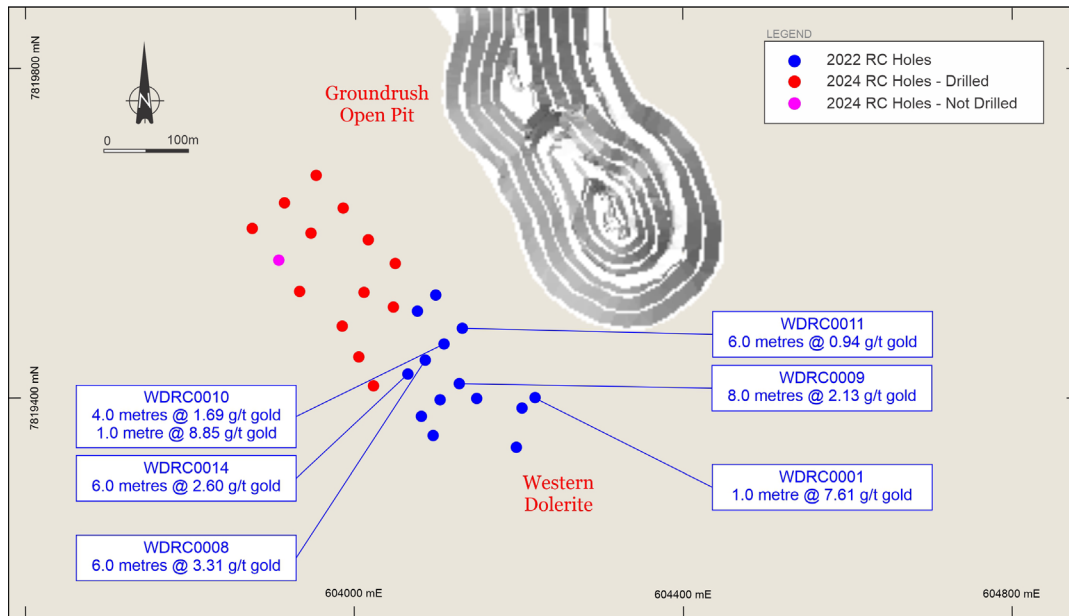 LEGEND
2022 RC Holes
2024 RC Holes - Drilled
2024 RC Holes - Not Drilled
7819800 mN
N
0 100m
Groundrush
Open Pit
WDRC0011
6.0 metres @ 0.94 g/t gold
WDRC0009
8.0 metres @ 2.13 g/t gold
7819400 mN
WDRC0010
4.0 metres @ 1.69 g/t gold
1.0 metre @ 8.85 g/t gold
WDRC0014
6.0 metres @ 2.60 g/t gold
WDRC0001
1.0 metre @ 7.61 g/t gold
Western
Dolerite
WDRC0008
6.0 metres @ 3.31 g/t gold
604000 mE
604400 mE
604800 mE